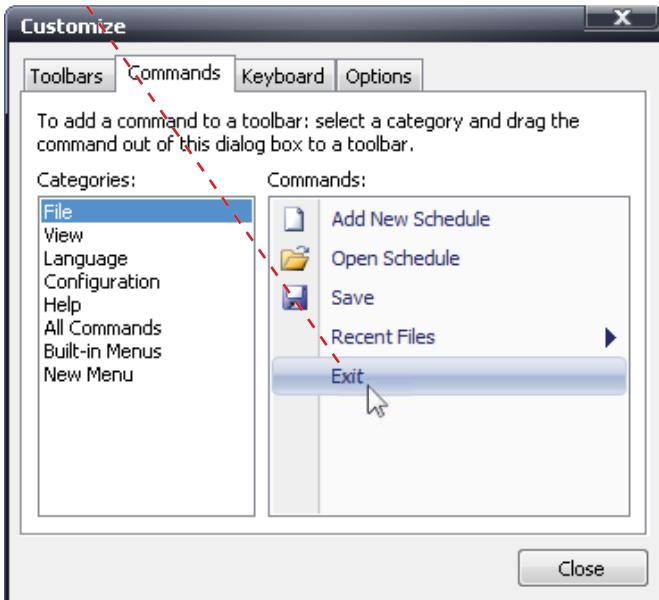 Customize
Toolbars Commands Keyboard Options
To add a command to a toolbar: select a category and drag the
command out of this dialog box to a toolbar.
Categories:
File
View
Language
Configuration
Help
All Commands
Built-in Menus
New Menu
Commands:
Add New Schedule
Open Schedule
Save
Recent Files
Exit
Close